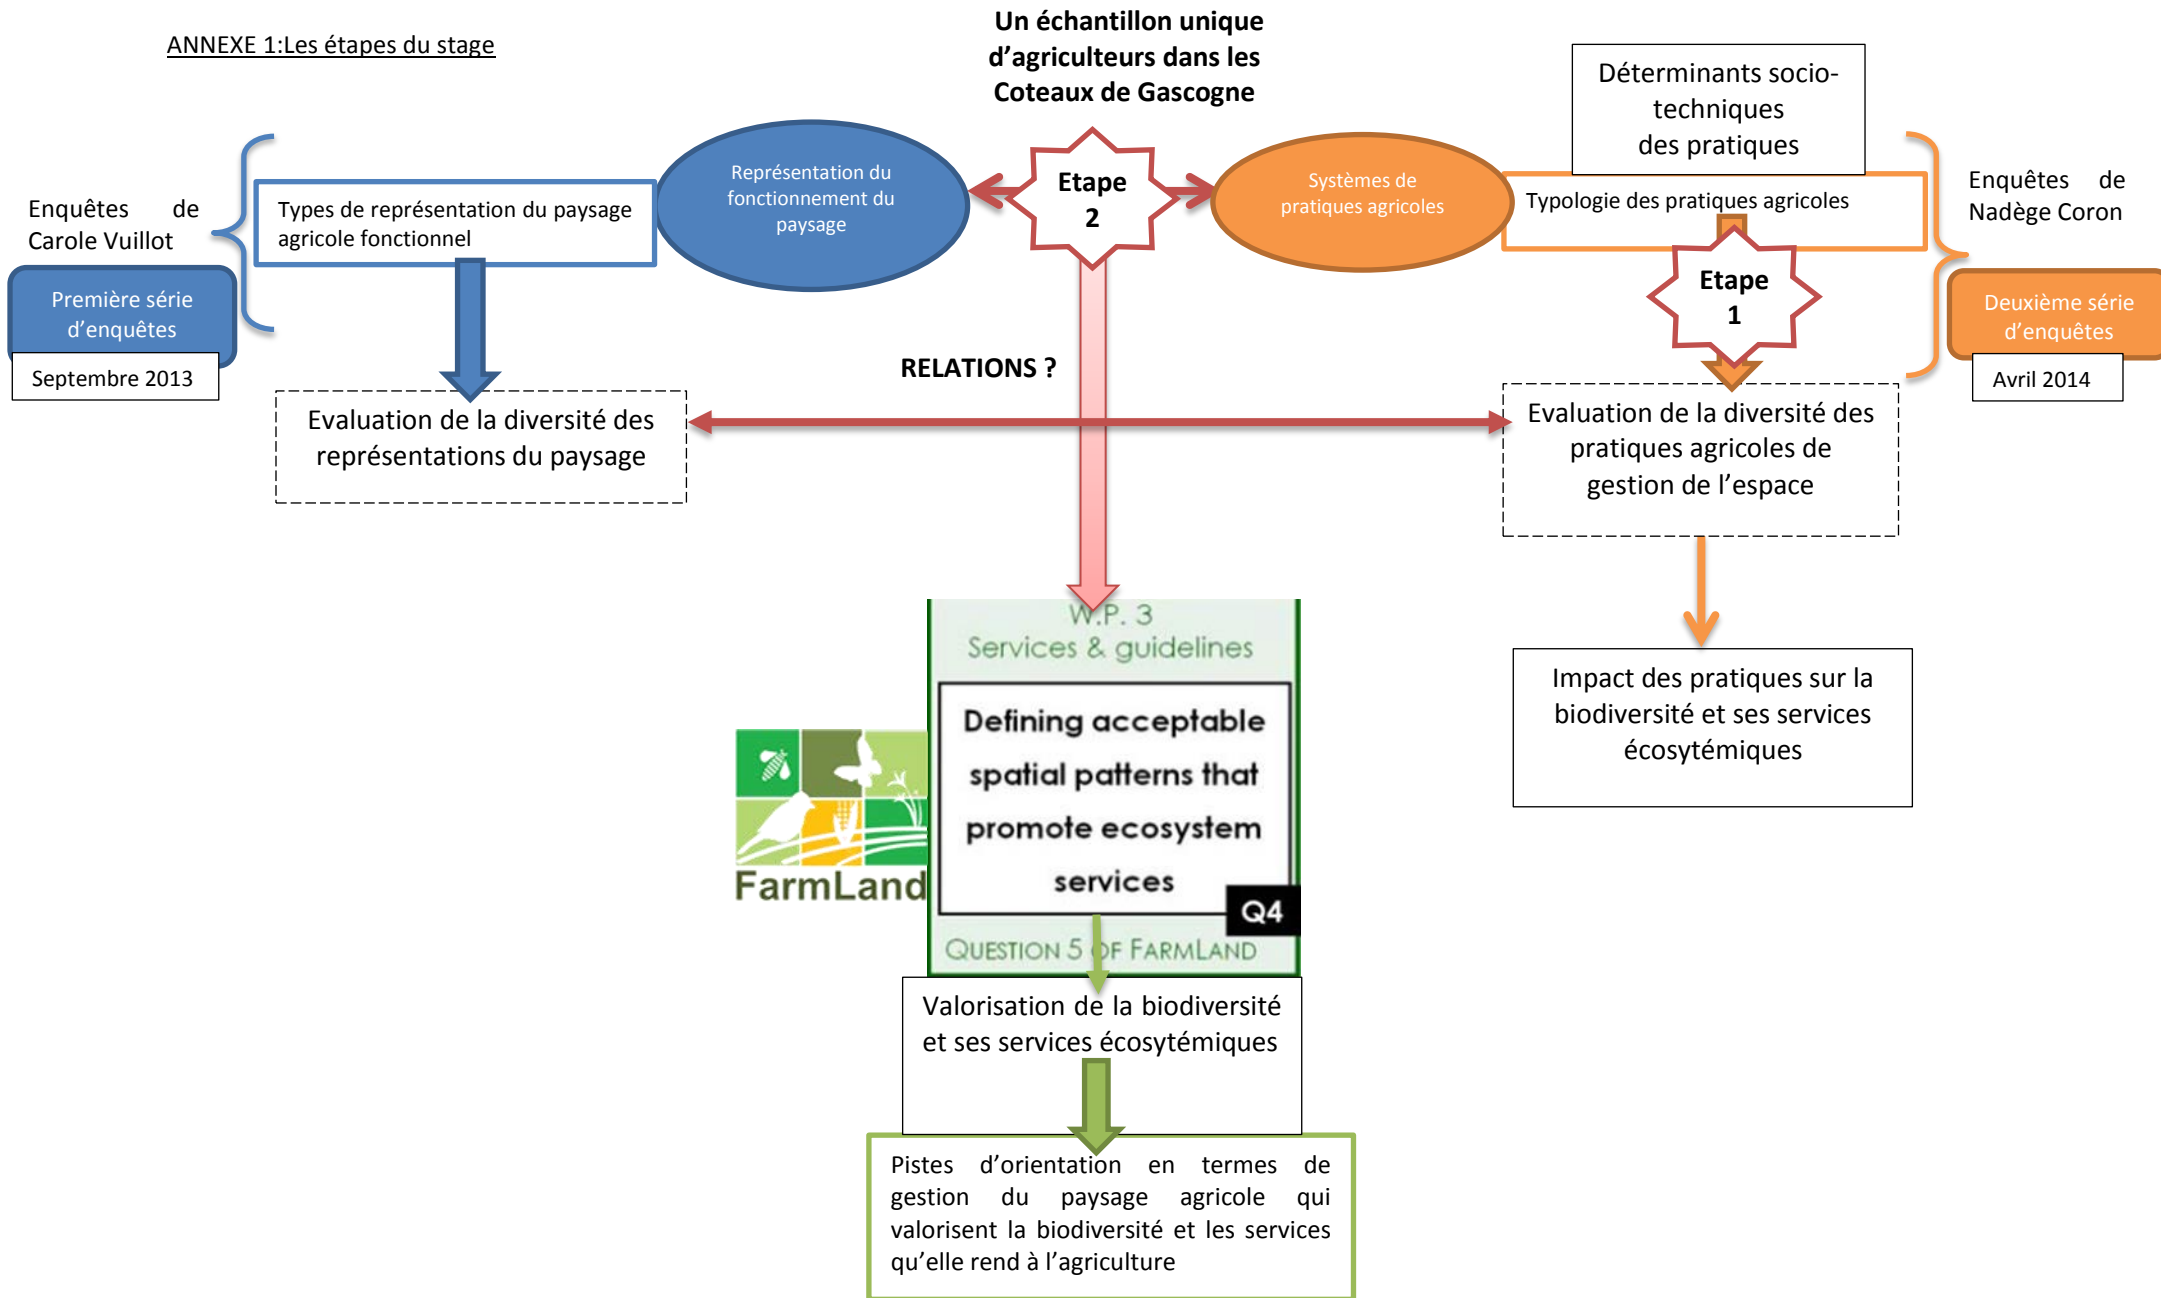 ANNEXE 1:Les étapes du stage
Un échantillon unique
d’agriculteurs dans les
Coteaux de Gascogne
Enquêtes de
Carole Vuillot
Première série
d’enquêtes
Septembre 2013
Types de représentation du paysage
agricole fonctionnel
Représentation du
fonctionnement du
paysage
Etape
2
Systèmes de
pratiques agricoles
Déterminants socio-
techniques
des pratiques
Typologie des pratiques agricoles
Etape
1
Enquêtes de
Nadège Coron
Deuxième série
d’enquêtes
Avril 2014
RELATIONS ?
Evaluation de la diversité des
représentations du paysage
Evaluation de la diversité des
pratiques agricoles de
gestion de l’espace
Impact des pratiques sur la
biodiversité et ses services
écosytémiques
W.P. 3
Services & guidelines
Defining acceptable
spatial patterns that
promote ecosystem
services
Q4
QUESTION 5 OF FARMLAND
FarmLand
Valorisation de la biodiversité
et ses services écosytémiques
Pistes d’orientation en termes de
gestion du paysage agricole qui
valorisent la biodiversité et les services
qu’elle rend à l’agriculture